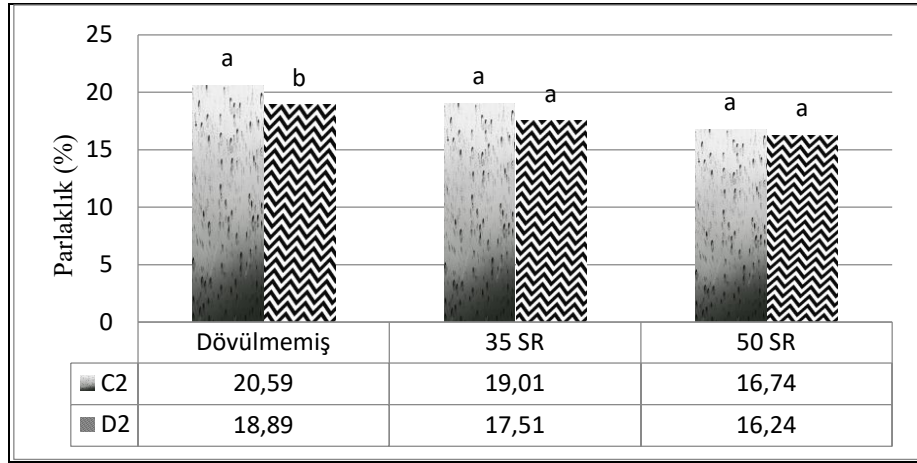 25
a
b
a
a
a
a
20
15
10
5
0
Parlaklık (%)
Dövülmemiş 35 SR 50 SR
C2 20,59 19,01 16,74
D2 18,89 17,51 16,24